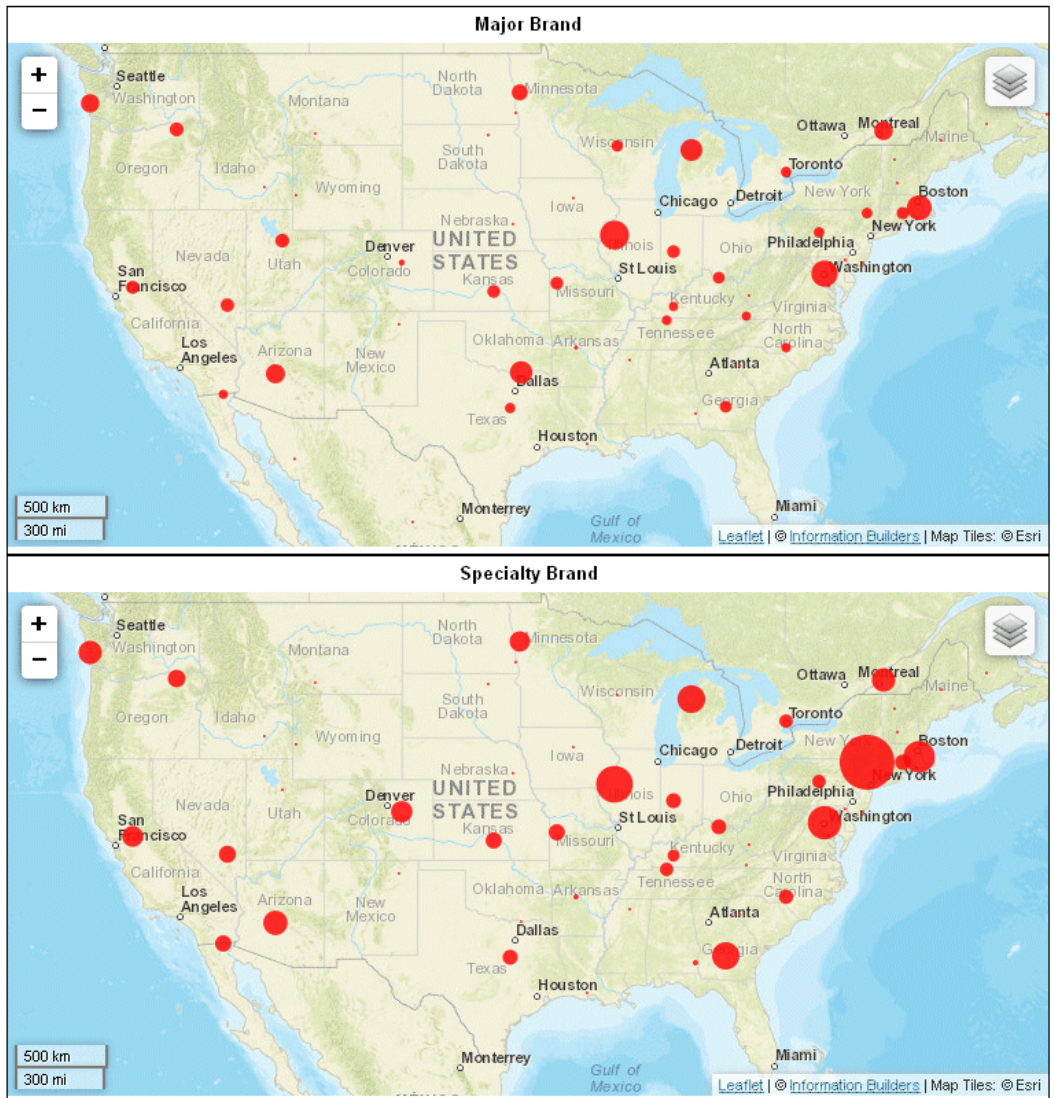 Major Brand
+
−
Seattle
Washington
Montana
North
Dakota
Minnesota
Ottawa
Montreal
Maine
Oregon
Idaho
Wyoming
South
Dakota
Wisconsin
Toronto
New York
Boston
Chicago
Detroit
Iowa
Nebraska
Nevada
Utah
Denver
Colorado
UNITED
STATES
Illinois
Ohio
New York
Philadelphia
San
Francisco
Kansas
St Louis
Missouri
Washington
Kentucky
Virginia
California
Los
Angeles
Arizona
New
Mexico
Oklahoma
Arkansas
Tennessee
North
Carolina
Atlanta
Dallas
Texas
Georgia
Houston
Monterrey
Miami
Gulf of
Mexico
500 km
300 mi
Leaflet | © Information Builders | Map Tiles: © Esri
Specialty Brand
+
−
Seattle
Washington
Montana
North
Dakota
Minnesota
Ottawa
Montreal
Maine
Oregon
Idaho
Wyoming
South
Dakota
Wisconsin
Toronto
New York
Boston
Chicago
Detroit
Iowa
Nebraska
Nevada
Utah
Denver
Colorado
UNITED
STATES
Illinois
Ohio
New York
Philadelphia
San
Francisco
Kansas
St Louis
Missouri
Washington
Kentucky
Virginia
California
Los
Angeles
Arizona
New
Mexico
Oklahoma
Arkansas
Tennessee
North
Carolina
Atlanta
Dallas
Texas
Georgia
Houston
Monterrey
Miami
Gulf of
Mexico
500 km
300 mi
Leaflet | © Information Builders | Map Tiles: © Esri